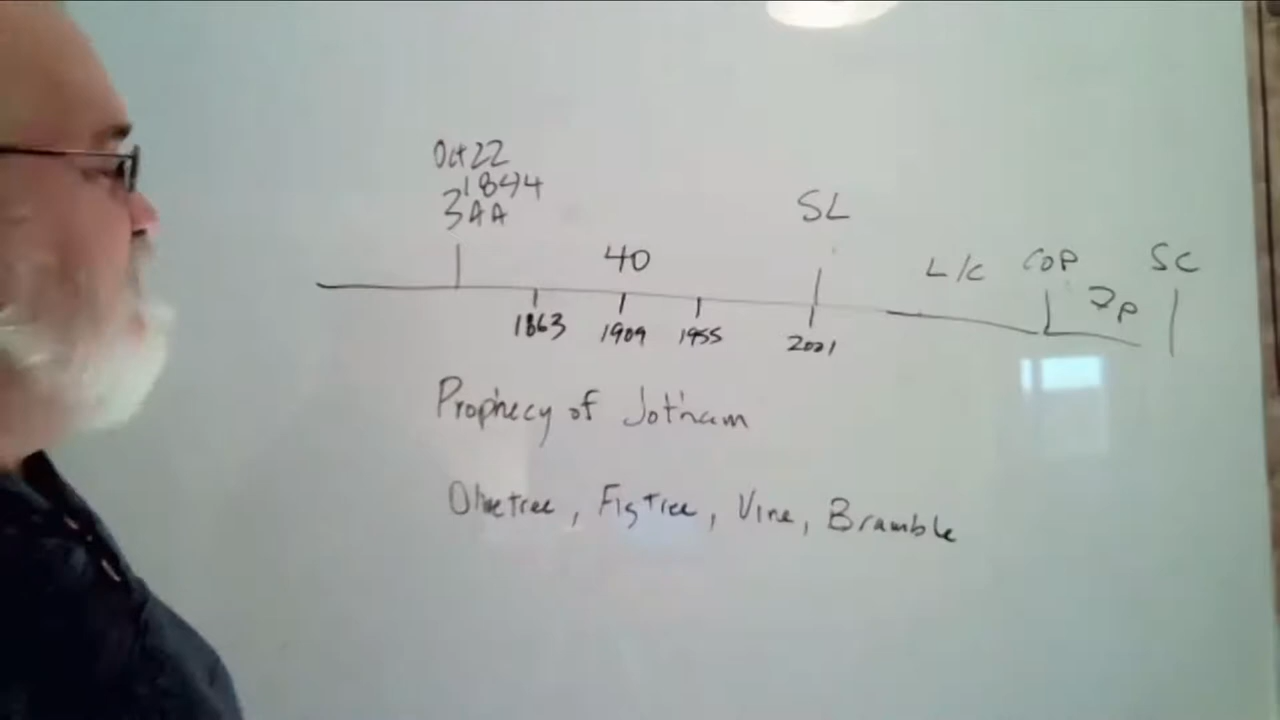 Oct 22
1844
3AA
SL
40
L/C COP SC
7p
1863 1909 1955 2021
Prophecy of Jotham
Olivetree, Figtree, Vine, Bramble